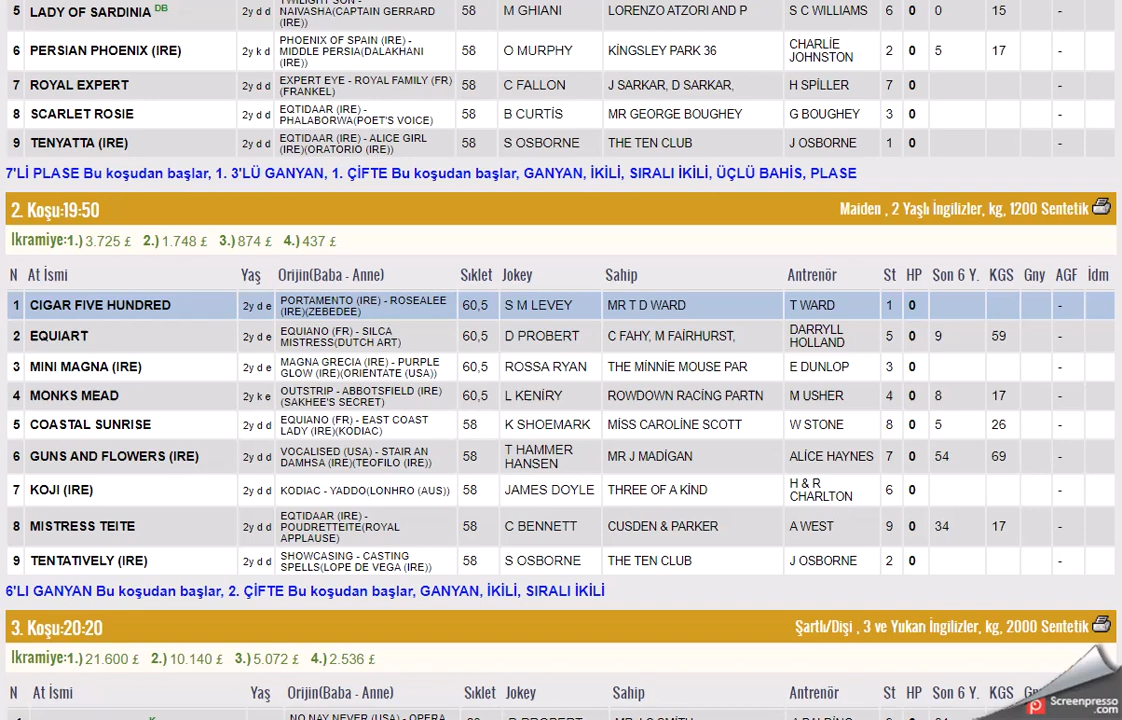 5 LADY OF SARDINIA DB 2y d d NAIVASHA(CAPTAIN GERRARD (IRE)) 58 M GHIANI LORENZO ATZORI AND P S C WILLIAMS 6 0 0 15 -
6 PERSIAN PHOENIX (IRE) 2y k d PHOENIX OF SPAIN (IRE) - MIDDLE PERSIA(DALAKHANI (IRE)) 58 O MURPHY KİNGSLEY PARK 36 CHARLİE JOHNSTON 2 0 5 17 -
7 ROYAL EXPERT 2y d d EXPERT EYE - ROYAL FAMILY (FR) (FRANKEL) 58 C FALLON J SARKAR, D SARKAR, H SPİLLER 7 0 -
8 SCARLET ROSIE 2y d d EQTIDAAR (IRE) - PHALABORWA(POET'S VOICE) 58 B CURTİS MR GEORGE BOUGHEY G BOUGHEY 3 0 -
9 TENYATTA (IRE) 2y d d EQTIDAAR (IRE) - ALICE GIRL (IRE)(ORATORIO (IRE)) 58 S OSBORNE THE TEN CLUB J OSBORNE 1 0 -
7'Lİ PLASE Bu koşudan başlar, 1. 3'LÜ GANYAN, 1. ÇİFTE Bu koşudan başlar, GANYAN, İKİLİ, SIRALI İKİLİ, ÜÇLÜ BAHİS, PLASE
2. Koşu:19:50 Maiden , 2 Yaşlı İngilizler, kg, 1200 Sentetik
Ikramiye:1.) 3.725 £ 2.) 1.748 £ 3.) 874 £ 4.) 437 £
N At İsmi Yaş Orijin(Baba - Anne) Sıklet Jokey Sahip Antrenör St HP Son 6 Y. KGS Gny AGF İdm
1 CIGAR FIVE HUNDRED 2y d e PORTAMENTO (IRE) - ROSEALEE (IRE)(ZEBEDEE) 60,5 S M LEVEY MR T D WARD T WARD 1 0 -
2 EQUIART 2y d e EQUIANO (FR) - SILCA MISTRESS(DUTCH ART) 60,5 D PROBERT C FAHY, M FAİRHURST, DARRYLL HOLLAND 5 0 9 59 -
3 MINI MAGNA (IRE) 2y d e MAGNA GRECIA (IRE) - PURPLE GLOW (IRE)(ORIENTATE (USA)) 60,5 ROSSA RYAN THE MİNNİE MOUSE PAR E DUNLOP 3 0 -
4 MONKS MEAD 2y k e OUTSTRIP - ABBOTSFIELD (IRE) (SAKHEE'S SECRET) 60,5 L KENİRY ROWDOWN RACİNG PARTN M USHER 4 0 8 17 -
5 COASTAL SUNRISE 2y d d EQUIANO (FR) - EAST COAST LADY (IRE)(KODIAC) 58 K SHOEMARK MİSS CAROLİNE SCOTT W STONE 8 0 5 26 -
6 GUNS AND FLOWERS (IRE) 2y d d VOCALISED (USA) - STAIR AN DAMHSA (IRE)(TEOFILO (IRE)) 58 T HAMMER HANSEN MR J MADİGAN ALİCE HAYNES 7 0 54 69 -
7 KOJI (IRE) 2y d d KODIAC - YADDO(LONHRO (AUS)) 58 JAMES DOYLE THREE OF A KİND H & R CHARLTON 6 0 -
8 MISTRESS TEITE 2y d d EQTIDAAR (IRE) - POUDRETTEITE(ROYAL APPLAUSE) 58 C BENNETT CUSDEN & PARKER A WEST 9 0 34 17 -
9 TENTATIVELY (IRE) 2y d d SHOWCASING - CASTING SPELLS(LOPE DE VEGA (IRE)) 58 S OSBORNE THE TEN CLUB J OSBORNE 2 0 -
6'LI GANYAN Bu koşudan başlar, 2. ÇİFTE Bu koşudan başlar, GANYAN, İKİLİ, SIRALI İKİLİ
3. Koşu:20:20 Şartlı/Dişi , 3 ve Yukarı İngilizler, kg, 2000 Sentetik
Ikramiye:1.) 21.600 £ 2.) 10.140 £ 3.) 5.072 £ 4.) 2.536 £
N At İsmi Yaş Orijin(Baba - Anne) Sıklet Jokey Sahip Antrenör St HP Son 6 Y. KGS
Screenpresso
.com